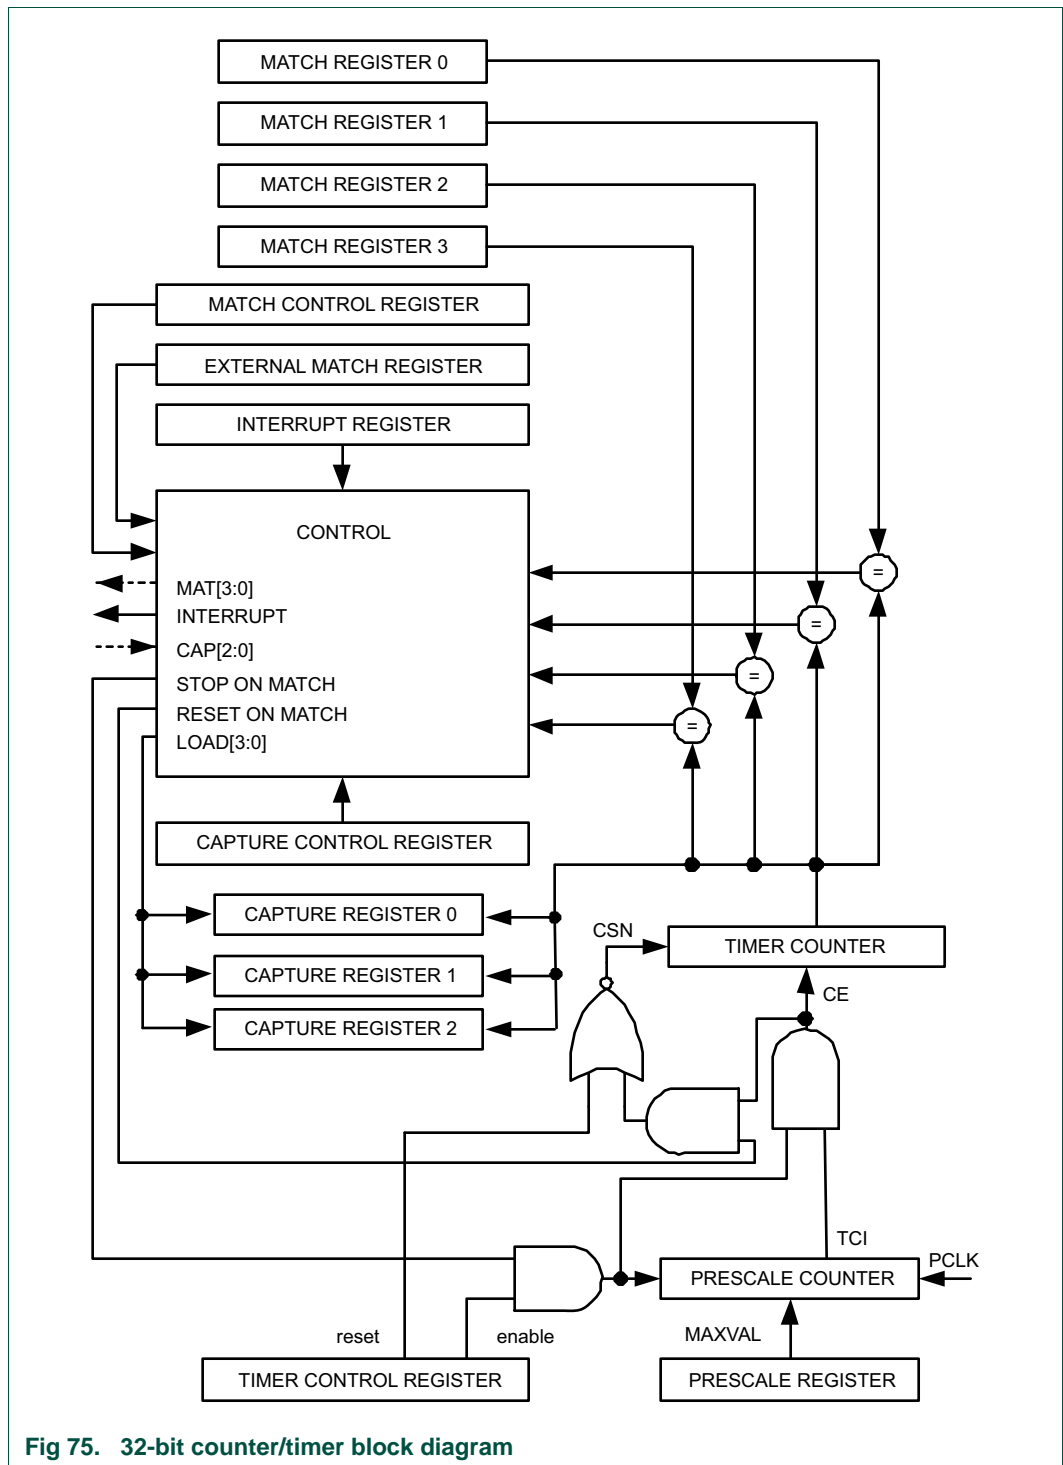 MATCH REGISTER 0
MATCH REGISTER 1
MATCH REGISTER 2
MATCH REGISTER 3
MATCH CONTROL REGISTER
EXTERNAL MATCH REGISTER
INTERRUPT REGISTER
CONTROL
=
=
=
=
MAT[3:0]
INTERRUPT
CAP[2:0]
STOP ON MATCH
RESET ON MATCH
LOAD[3:0]
CAPTURE CONTROL REGISTER
CAPTURE REGISTER 0
CAPTURE REGISTER 1
CAPTURE REGISTER 2
CSN
TIMER COUNTER
CE
TCI
PCLK
PRESCALE COUNTER
reset
enable
MAXVAL
TIMER CONTROL REGISTER
PRESCALE REGISTER
Fig 75. 32-bit counter/timer block diagram